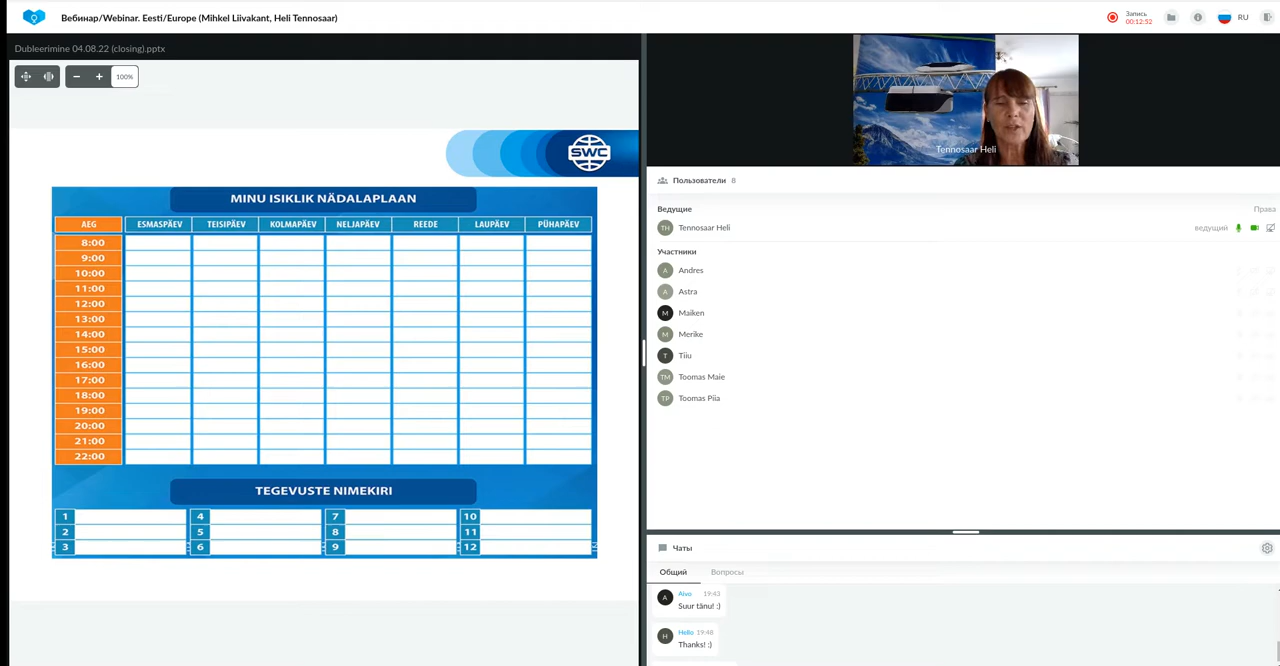 Вебинар/Webinar. Eesti/Europe (Mihkel Liivakant, Heli Tennosaar)
Запись
00:12:52
RU
Dubleerimine 04.08.22 (closing).pptx
100%
SWC
MINU ISIKLIK NÄDALAPLAAN
AEG ESMASPÄEV TEISIPÄEV KOLMAPÄEV NELJAPÄEV REEDE LAUPÄEV PÜHAPÄEV
8:00
9:00
10:00
11:00
12:00
13:00
14:00
15:00
16:00
17:00
18:00
19:00
20:00
21:00
22:00
TEGEVUSTE NIMEKIRI
1 4 7 10
2 5 8 11
3 6 9 12
Tennosaar Heli
Пользователи 8
Ведущие Права
TH Tennosaar Heli ведущий
Участники
A Andres
A Astra
M Maiken
M Merike
T Tiiu
TM Toomas Maie
TP Toomas Piia
Чаты
Общий Вопросы
A Aivo 19:43
Suur tänu! :)
H Hello 19:48
Thanks! :)